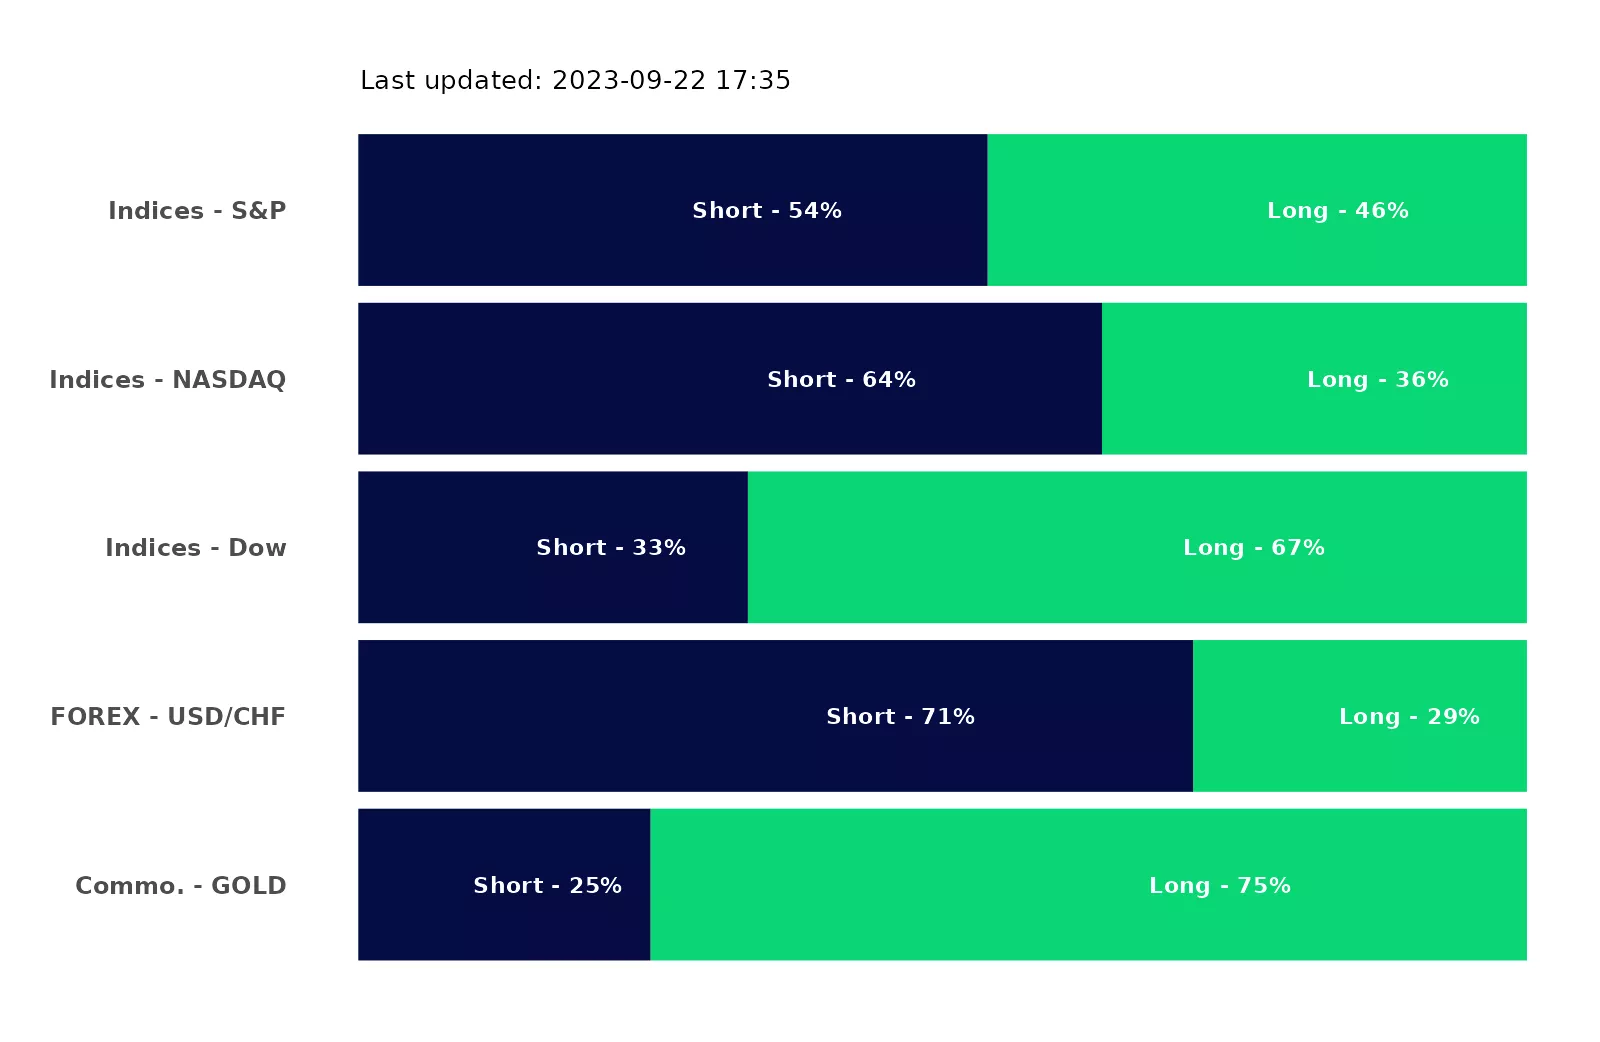 Last updated: 2023-09-22 17:35
Indices - S&P Short - 54% Long - 46%
Indices - NASDAQ Short - 64% Long - 36%
Indices - Dow Short - 33% Long - 67%
FOREX - USD/CHF Short - 71% Long - 29%
Commo. - GOLD Short - 25% Long - 75%